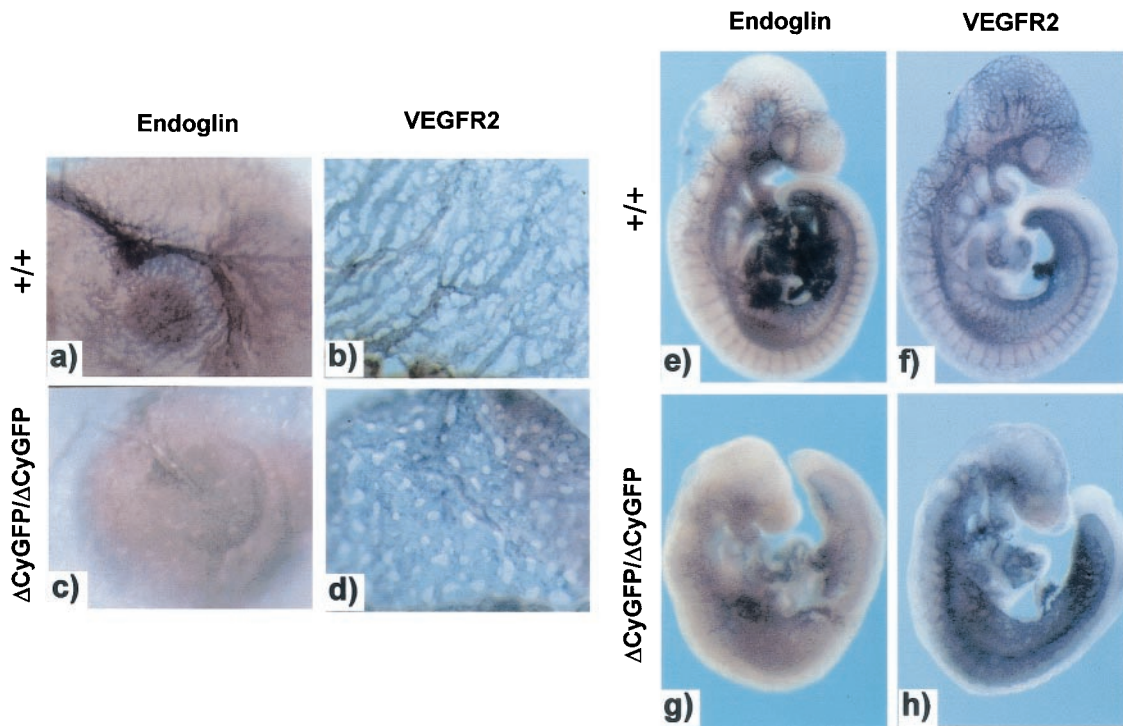 Endoglin VEGFR2
Endoglin VEGFR2
+/+
a) b)
ΔCyGFP/ΔCyGFP
c) d)
+/+
e) f)
ΔCyGFP/ΔCyGFP
g) h)